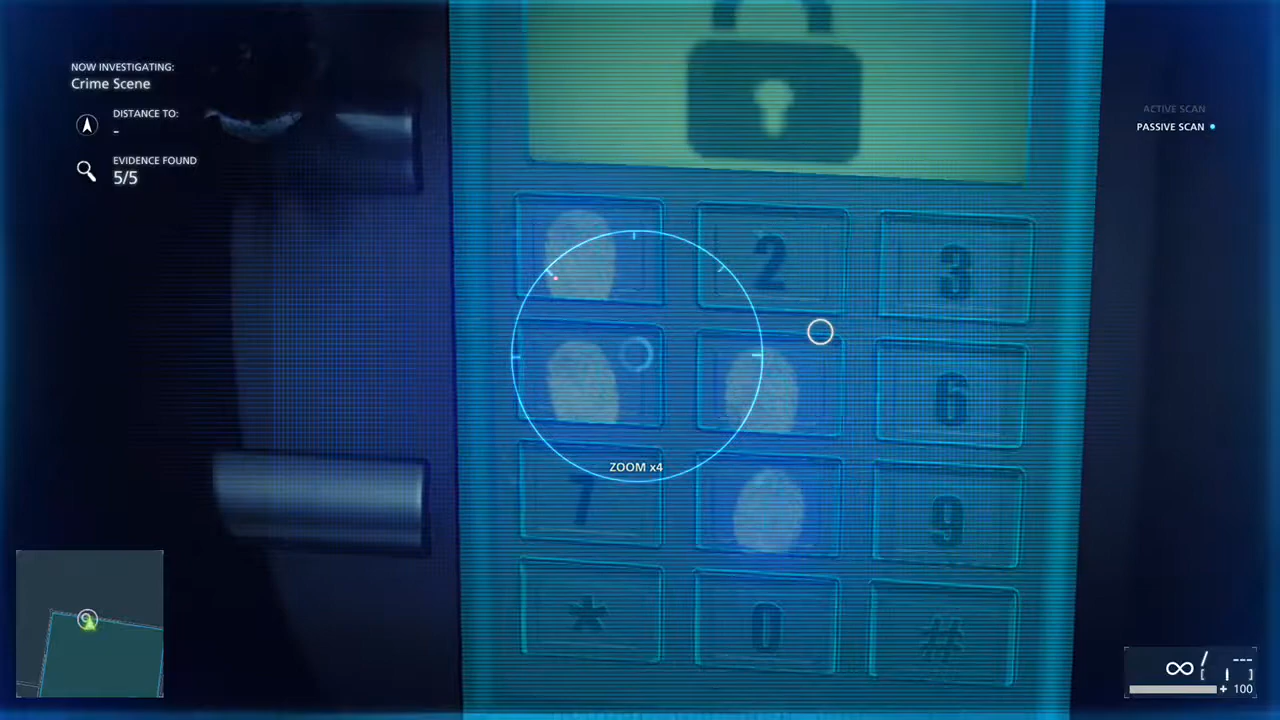 NOW INVESTIGATING:
Crime Scene
DISTANCE TO:
-
EVIDENCE FOUND
5/5
ACTIVE SCAN
PASSIVE SCAN
2
3
6
ZOOM x4
7
9
*
0
#
∞ / ---
+ 100